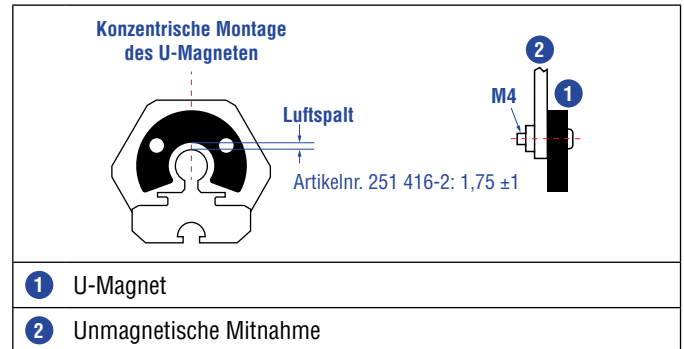 Konzentrische Montage
des U-Magneten
Luftspalt
Artikelnr. 251 416-2: 1,75 ±1
2
1
M4
1 U-Magnet
2 Unmagnetische Mitnahme